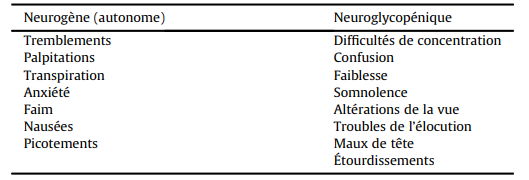 Neurogène (autonome) Neuroglycopénique
Tremblements Difficultés de concentration
Palpitations Confusion
Transpiration Faiblesse
Anxiété Somnolence
Faim Altérations de la vue
Nausées Troubles de l'élocution
Picotements Maux de tête
Étourdissements